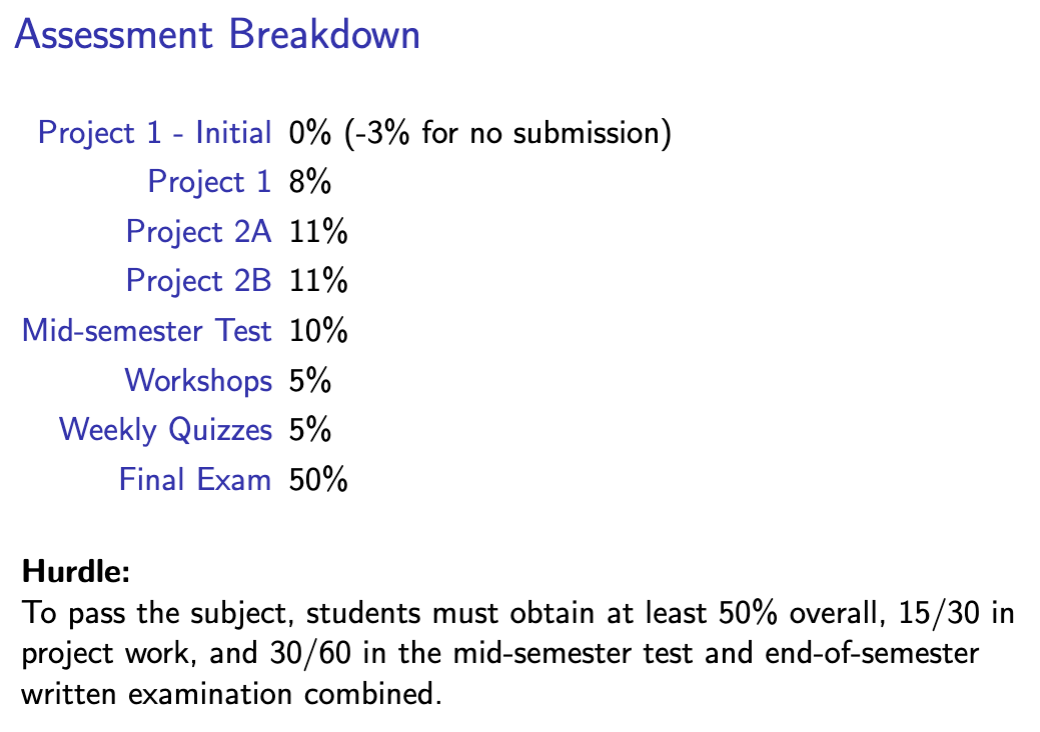 Assessment Breakdown
Project 1 - Initial 0% (-3% for no submission)
Project 1 8%
Project 2A 11%
Project 2B 11%
Mid-semester Test 10%
Workshops 5%
Weekly Quizzes 5%
Final Exam 50%
Hurdle:
To pass the subject, students must obtain at least 50% overall, 15/30 in
project work, and 30/60 in the mid-semester test and end-of-semester
written examination combined.